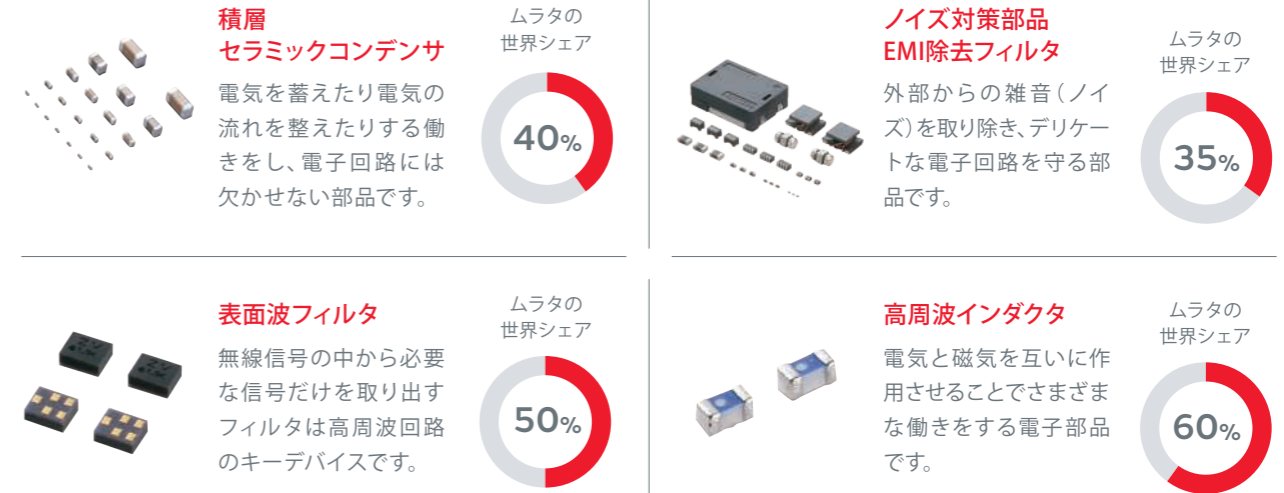 積層
セラミックコンデンサ
電気を蓄えたり電気の
流れを整えたりする働
きをし、電子回路には
欠かせない部品です。
ムラタの
世界シェア
40%
ノイズ対策部品
EMI除去フィルタ
外部からの雑音（ノイ
ズ）を取り除き、デリケー
トな電子回路を守る部
品です。
ムラタの
世界シェア
35%
表面波フィルタ
無線信号の中から必要
な信号だけを取り出す
フィルタは高周波回路
のキーデバイスです。
ムラタの
世界シェア
50%
高周波インダクタ
電気と磁気を互いに作
用させることでさまざま
な働きをする電子部品
です。
ムラタの
世界シェア
60%